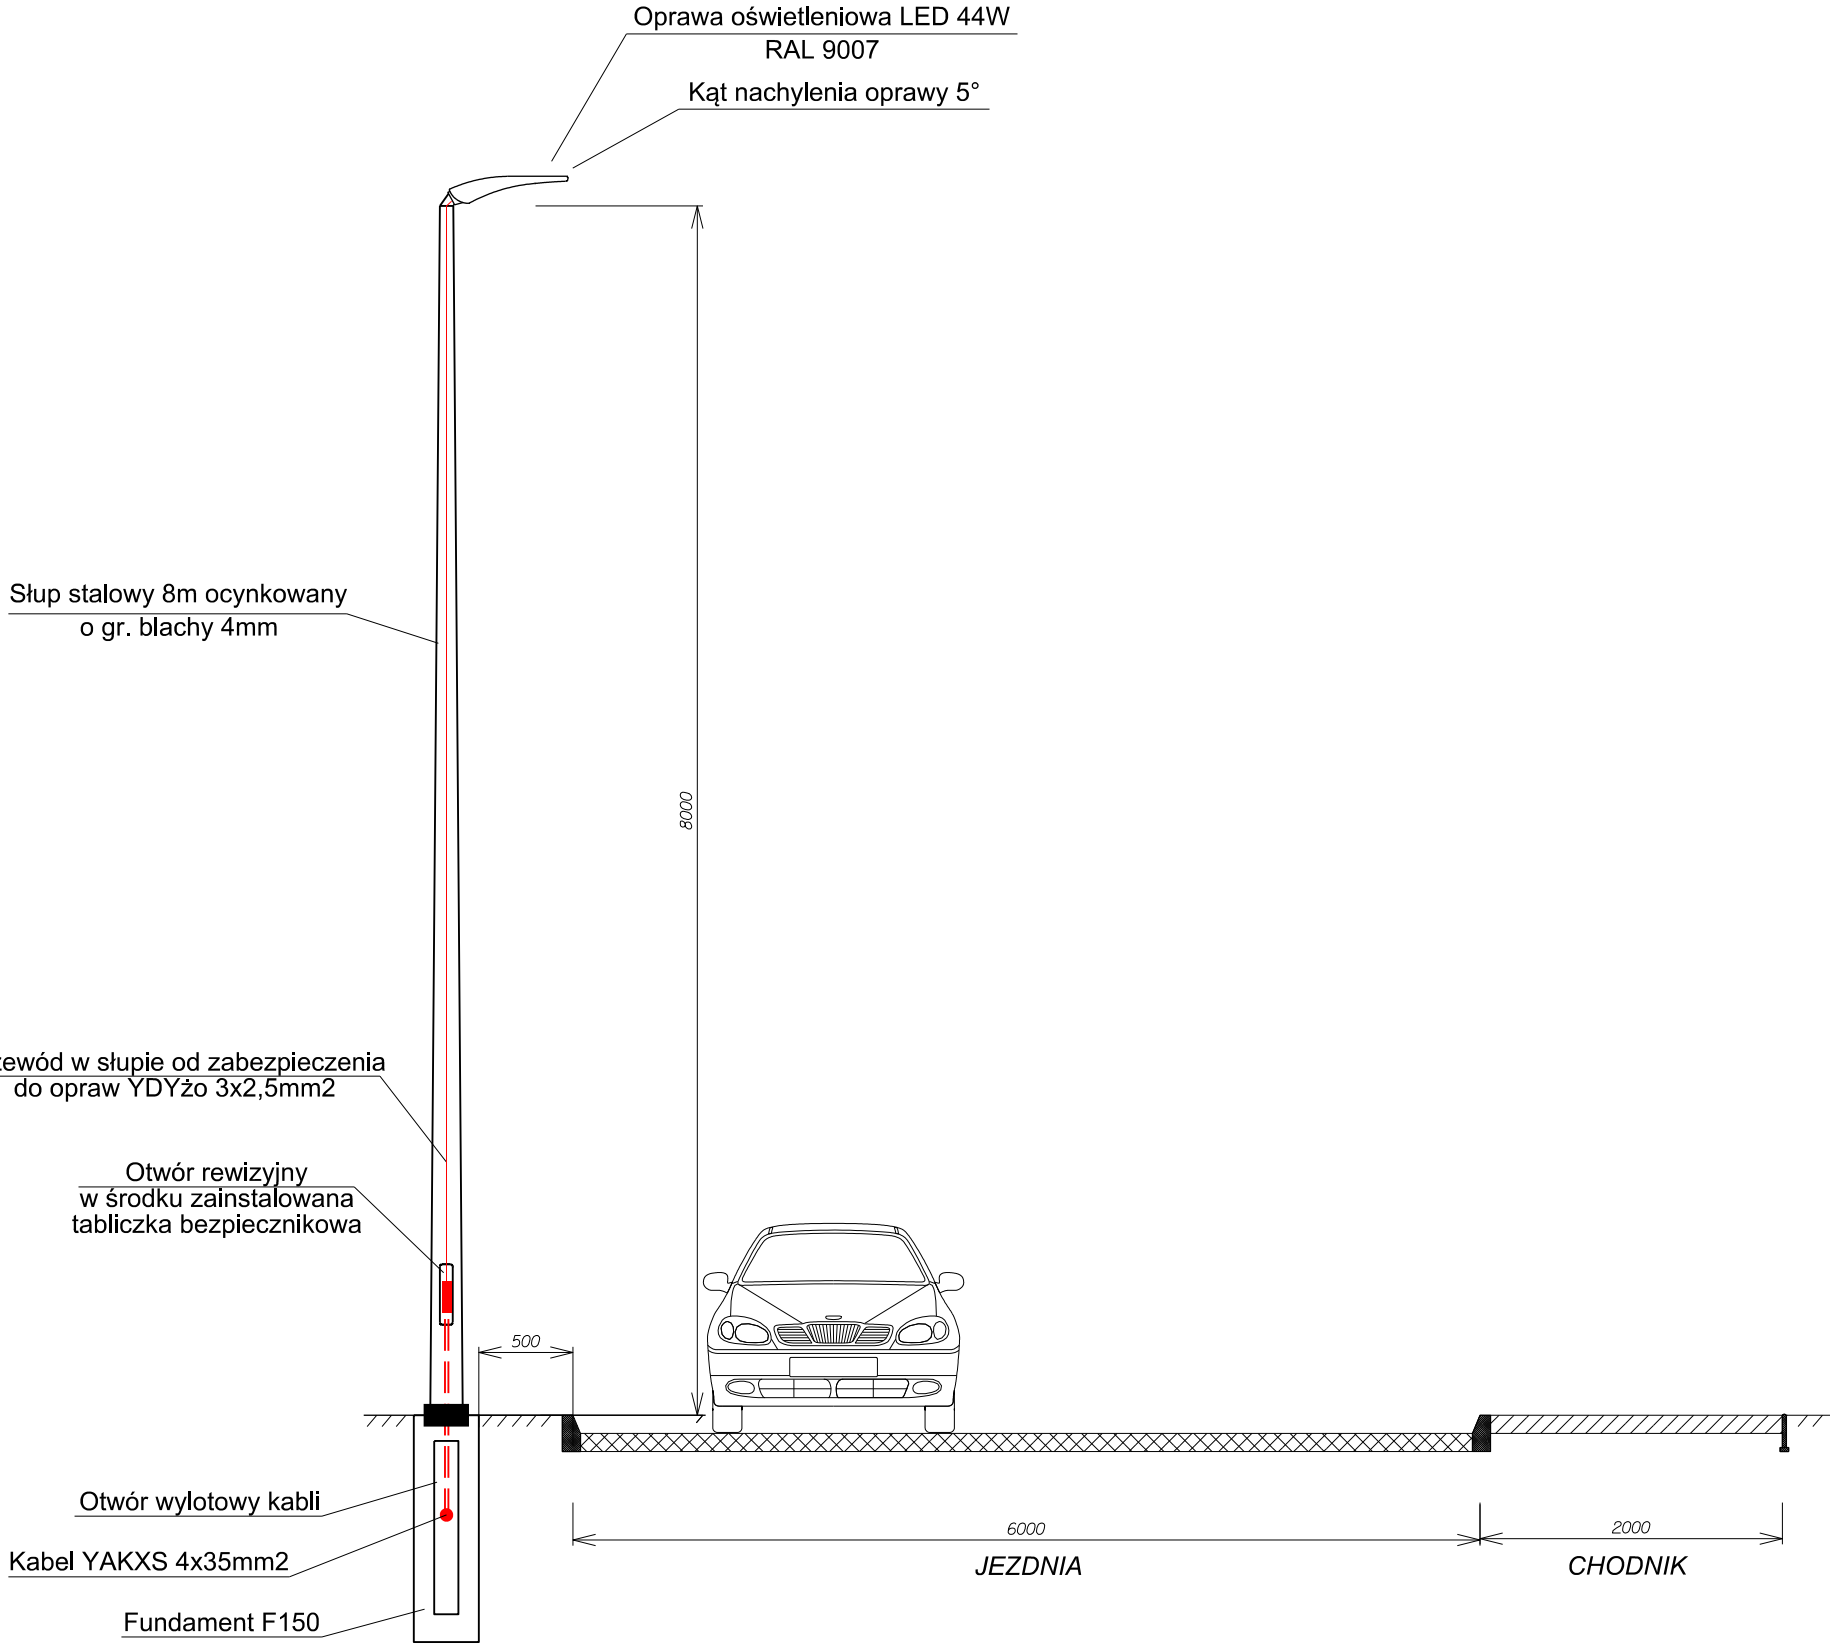 Oprawa oświetleniowa LED 44W
RAL 9007
Kąt nachylenia oprawy 5°
Słup stalowy 8m ocynkowany
o gr. blachy 4mm
8000
zewód w słupie od zabezpieczenia
do opraw YDYżo 3x2,5mm2
Otwór rewizyjny
w środku zainstalowana
tabliczka bezpiecznikowa
500
Otwór wylotowy kabli
Kabel YAKXS 4x35mm2
Fundament F150
6000
JEZDNIA
2000
CHODNIK